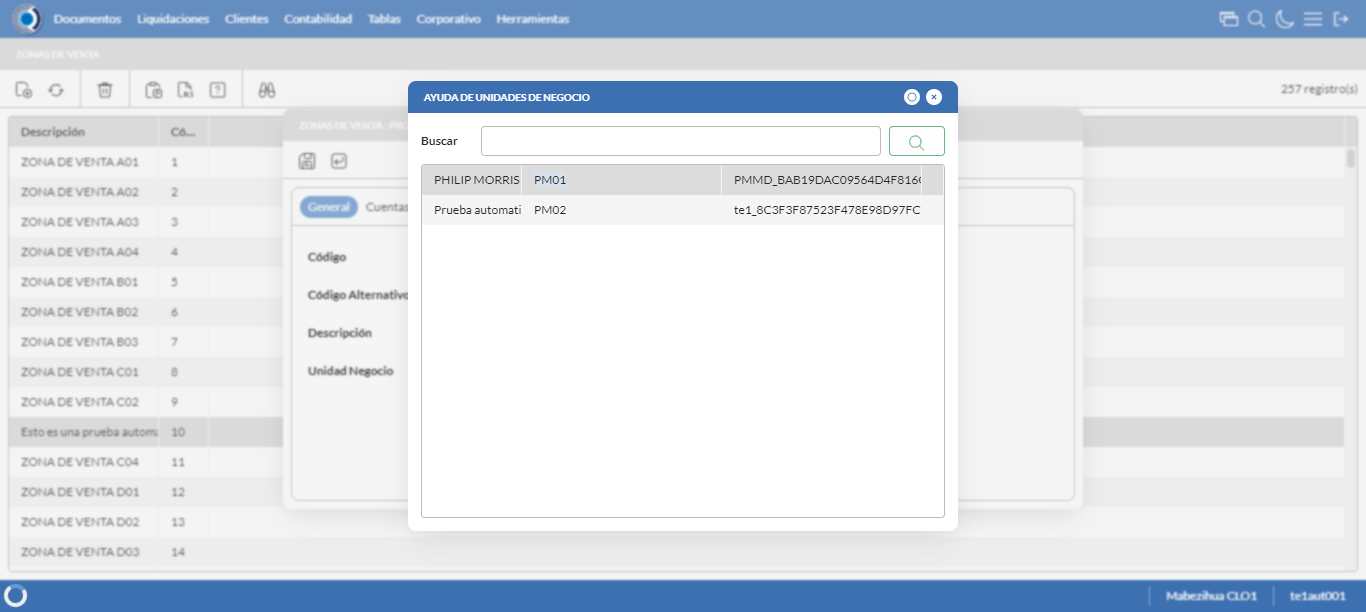 Documentos Liquidaciones Clientes Contabilidad Tablas Corporativo Herramientas
ZONAS DE VENTA
257 registro(s)
Descripción Có...
ZONA DE VENTA A01 1
ZONA DE VENTA A02 2
ZONA DE VENTA A03 3
ZONA DE VENTA A04 4
ZONA DE VENTA B01 5
ZONA DE VENTA B02 6
ZONA DE VENTA B03 7
ZONA DE VENTA C01 8
ZONA DE VENTA C02 9
Esto es una prueba automa 10
ZONA DE VENTA C04 11
ZONA DE VENTA D01 12
ZONA DE VENTA D02 13
ZONA DE VENTA D03 14
ZONAS DE VENTA : PRO
General Cuentas
Código
Código Alternativo
Descripción
Unidad Negocio
AYUDA DE UNIDADES DE NEGOCIO
Buscar
PHILIP MORRIS PM01 PMMD_BAB19DAC09564D4F816
Prueba automati PM02 te1_8C3F3F87523F478E98D97FC
Mabezihua CLO1 te1aut001